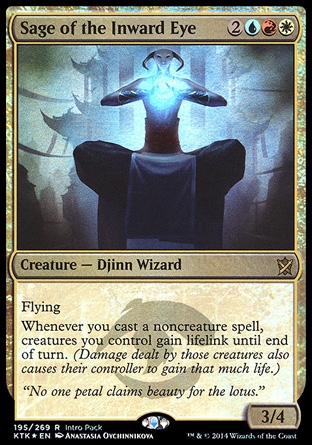 Sage of the Inward Eye 2
Creature — Djinn Wizard
Flying
Whenever you cast a noncreature spell,
creatures you control gain lifelink until end
of turn. (Damage dealt by those creatures also
causes their controller to gain that much life.)
“No one petal claims beauty for the lotus.”
3/4
195/269 R Intro Pack
KTK ★ EN Anastasia Ovchinnikova
™ & © 2014 Wizards of the Coast